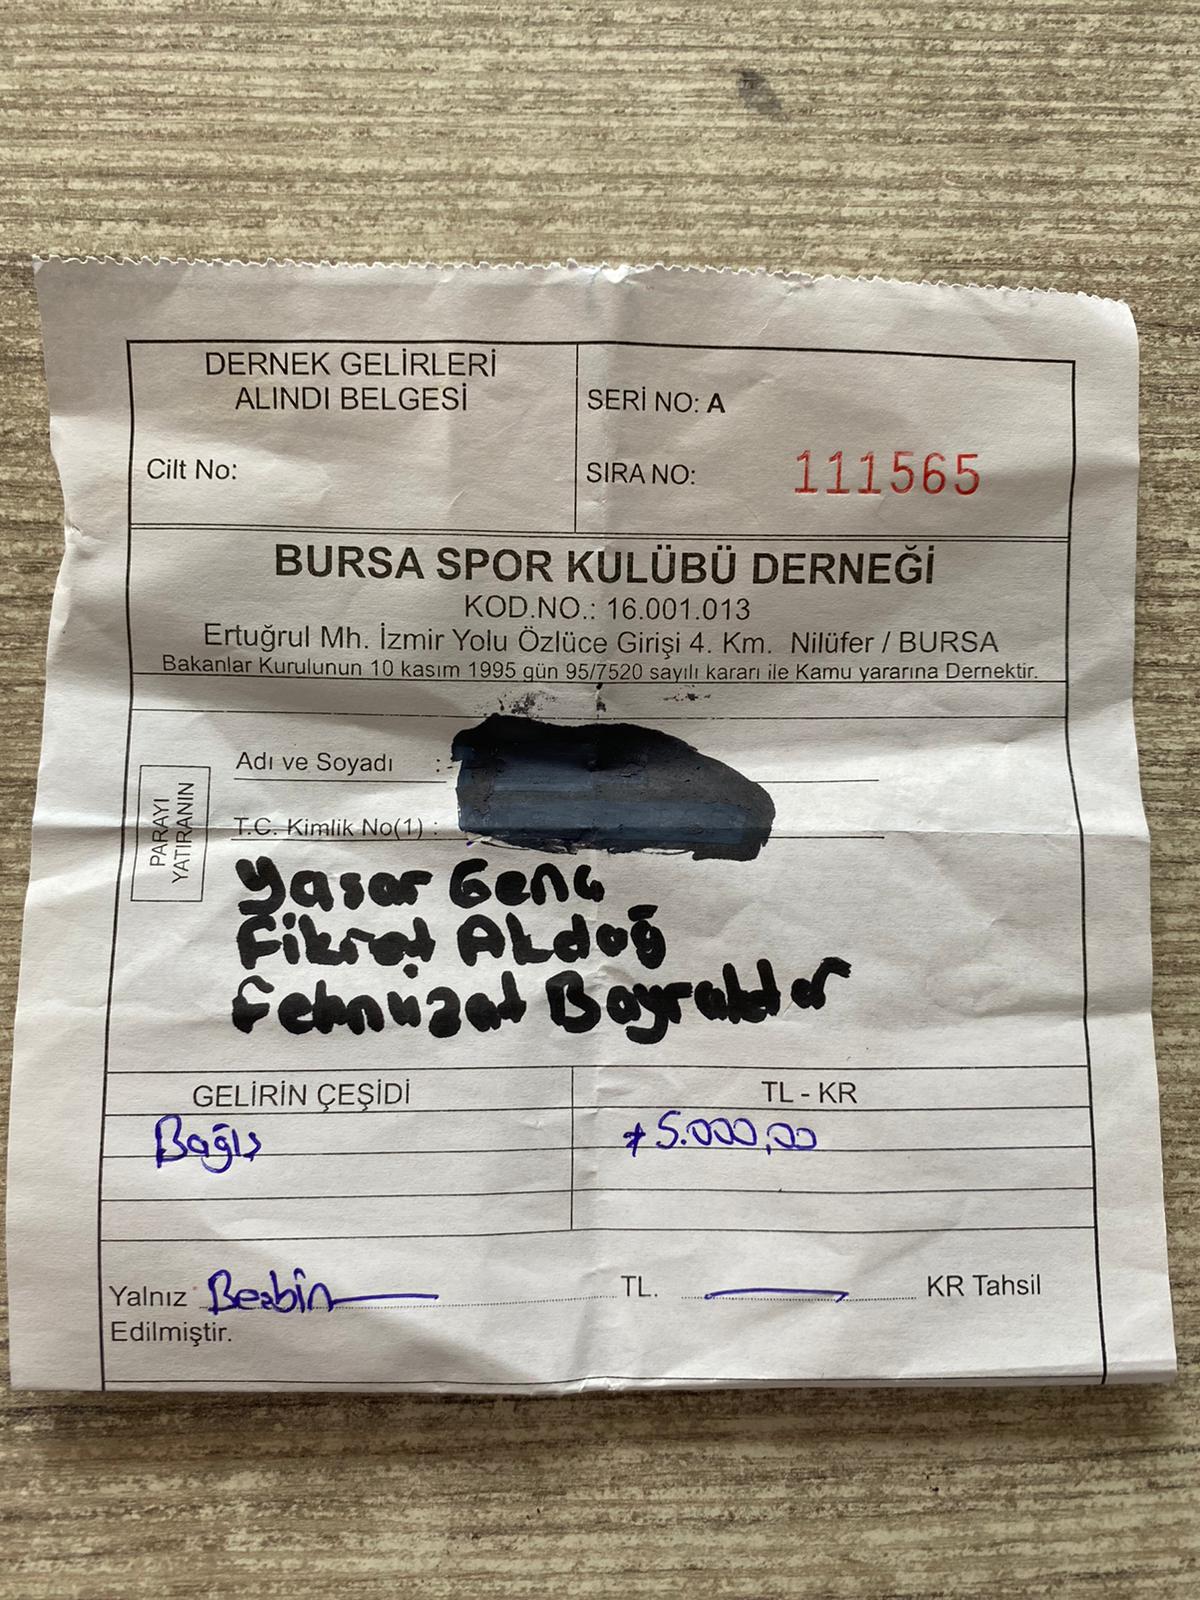 DERNEK GELİRLERİ
ALINDI BELGESİ
SERİ NO: A
Cilt No:
SIRA NO: 111565
BURSA SPOR KULÜBÜ DERNEĞİ
KOD.NO.: 16.001.013
Ertuğrul Mh. İzmir Yolu Özlüce Girişi 4. Km. Nilüfer / BURSA
Bakanlar Kurulunun 10 kasım 1995 gün 95/7520 sayılı kararı ile Kamu yararına Dernektir.
PARAYI
YATIRANIN
Adı ve Soyadı :
T.C. Kimlik No(1) :
Yaşar Genç
Fikret Akdoğ
Fehnüzat Bayraktar
GELİRİN ÇEŞİDİ TL - KR
Bağış 5.000,00
Yalnız Beşbin TL. KR Tahsil
Edilmiştir.